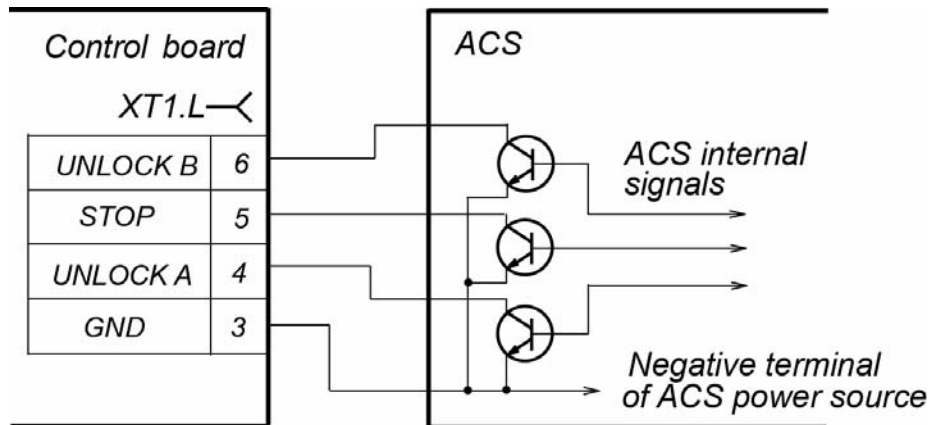 Control board
ACS
XT1.L
UNLOCK B 6
STOP 5
UNLOCK A 4
GND 3
ACS internal
signals
Negative terminal
of ACS power source